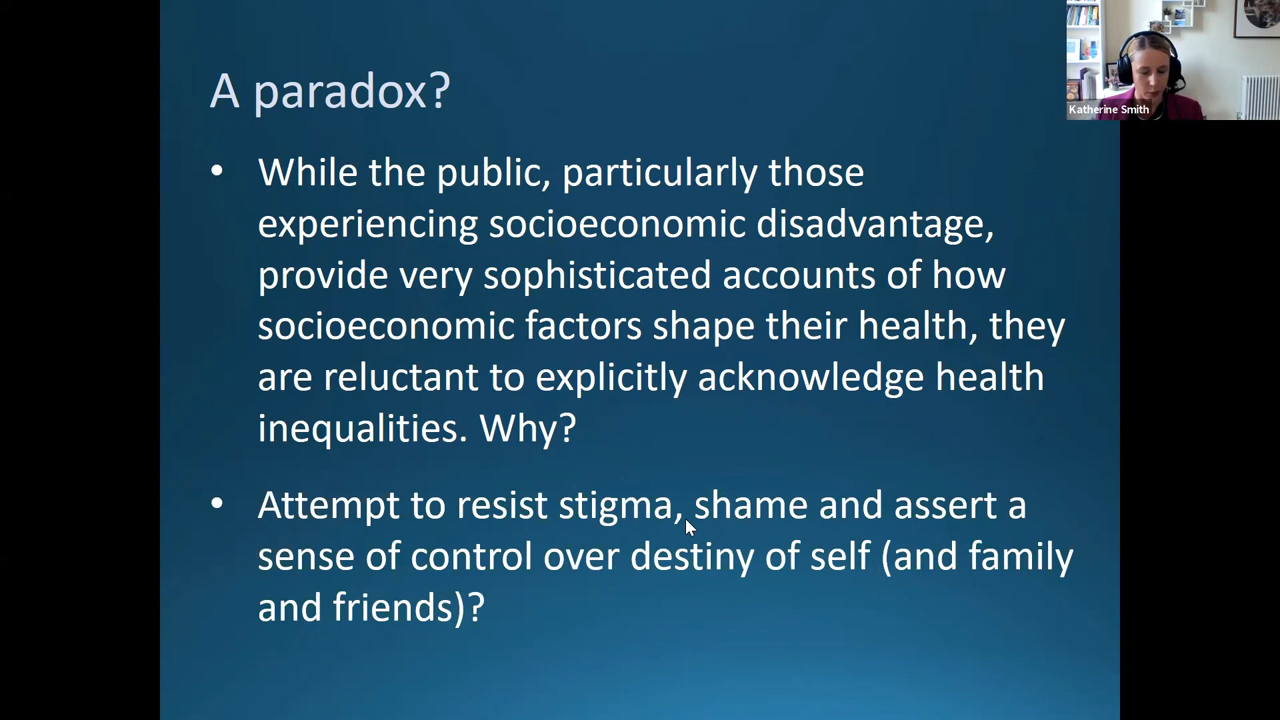 A paradox?
• While the public, particularly those
experiencing socioeconomic disadvantage,
provide very sophisticated accounts of how
socioeconomic factors shape their health, they
are reluctant to explicitly acknowledge health
inequalities. Why?
• Attempt to resist stigma, shame and assert a
sense of control over destiny of self (and family
and friends)?
Katherine Smith